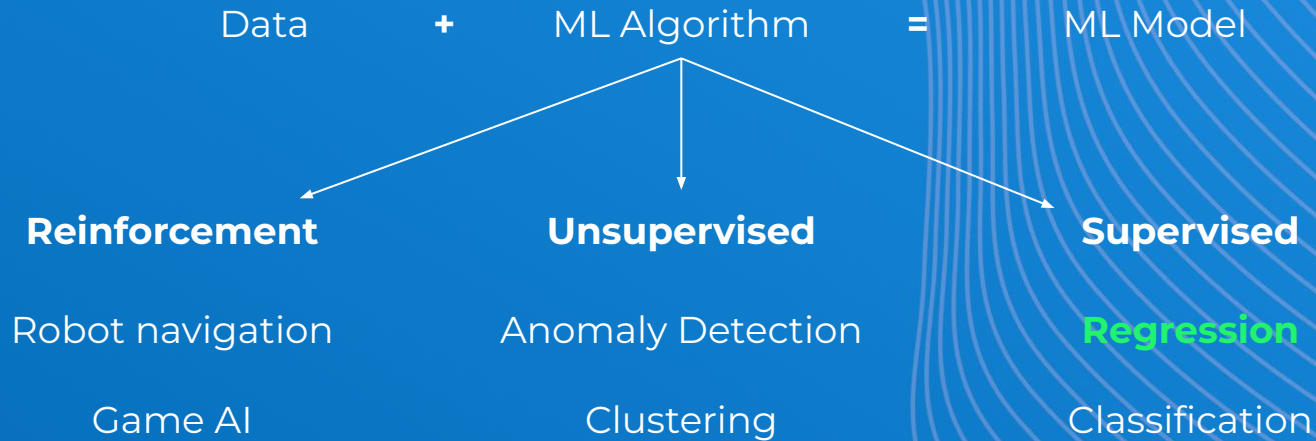 Data + ML Algorithm = ML Model
Reinforcement Unsupervised Supervised
Robot navigation Anomaly Detection Regression
Game AI Clustering Classification